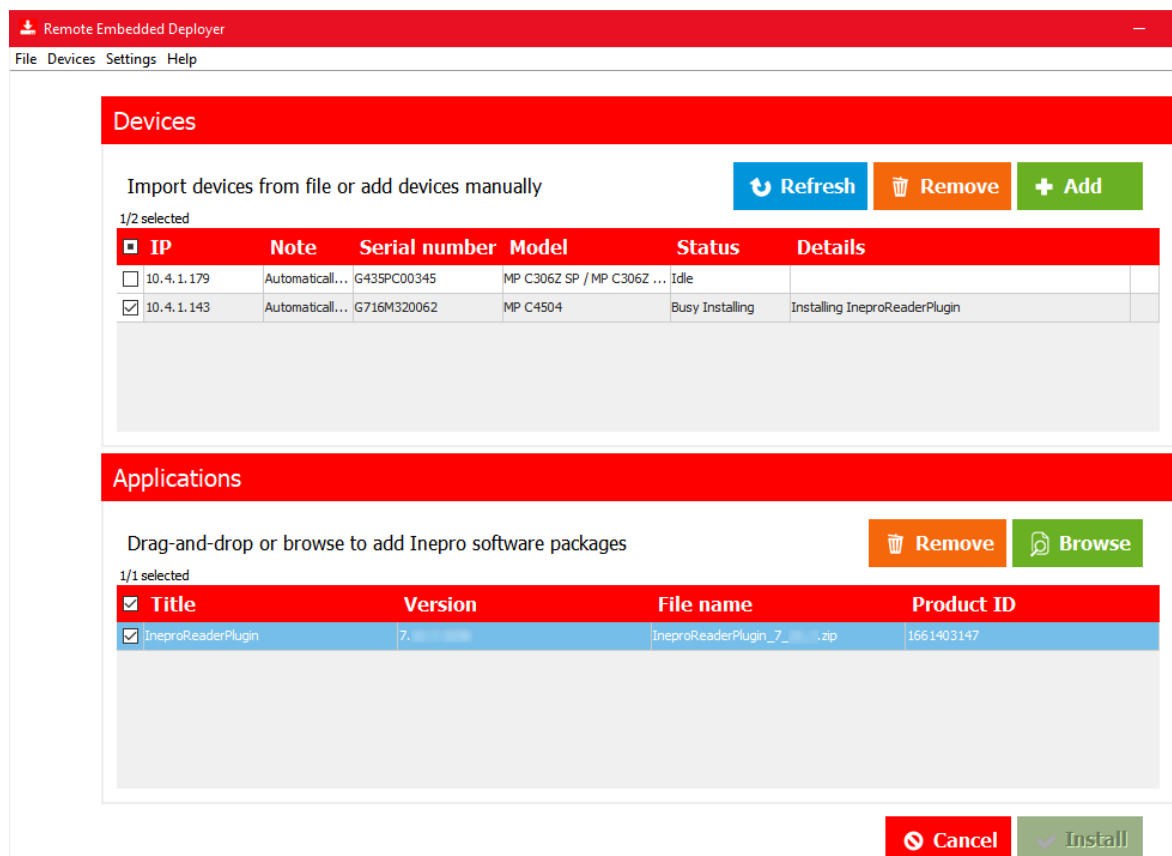 Remote Embedded Deployer
File Devices Settings Help
Devices
Import devices from file or add devices manually
Refresh Remove Add
1/2 selected
IP Note Serial number Model Status Details
10.4.1.179 Automaticall... G435PC00345 MP C306Z SP / MP C306Z ... Idle
10.4.1.143 Automaticall... G716M320062 MP C4504 Busy Installing Installing IneproReaderPlugin
Applications
Drag-and-drop or browse to add Inepro software packages
Remove Browse
1/1 selected
Title Version File name Product ID
IneproReaderPlugin 7. IneproReaderPlugin_7_ .zip 1661403147
Cancel Install